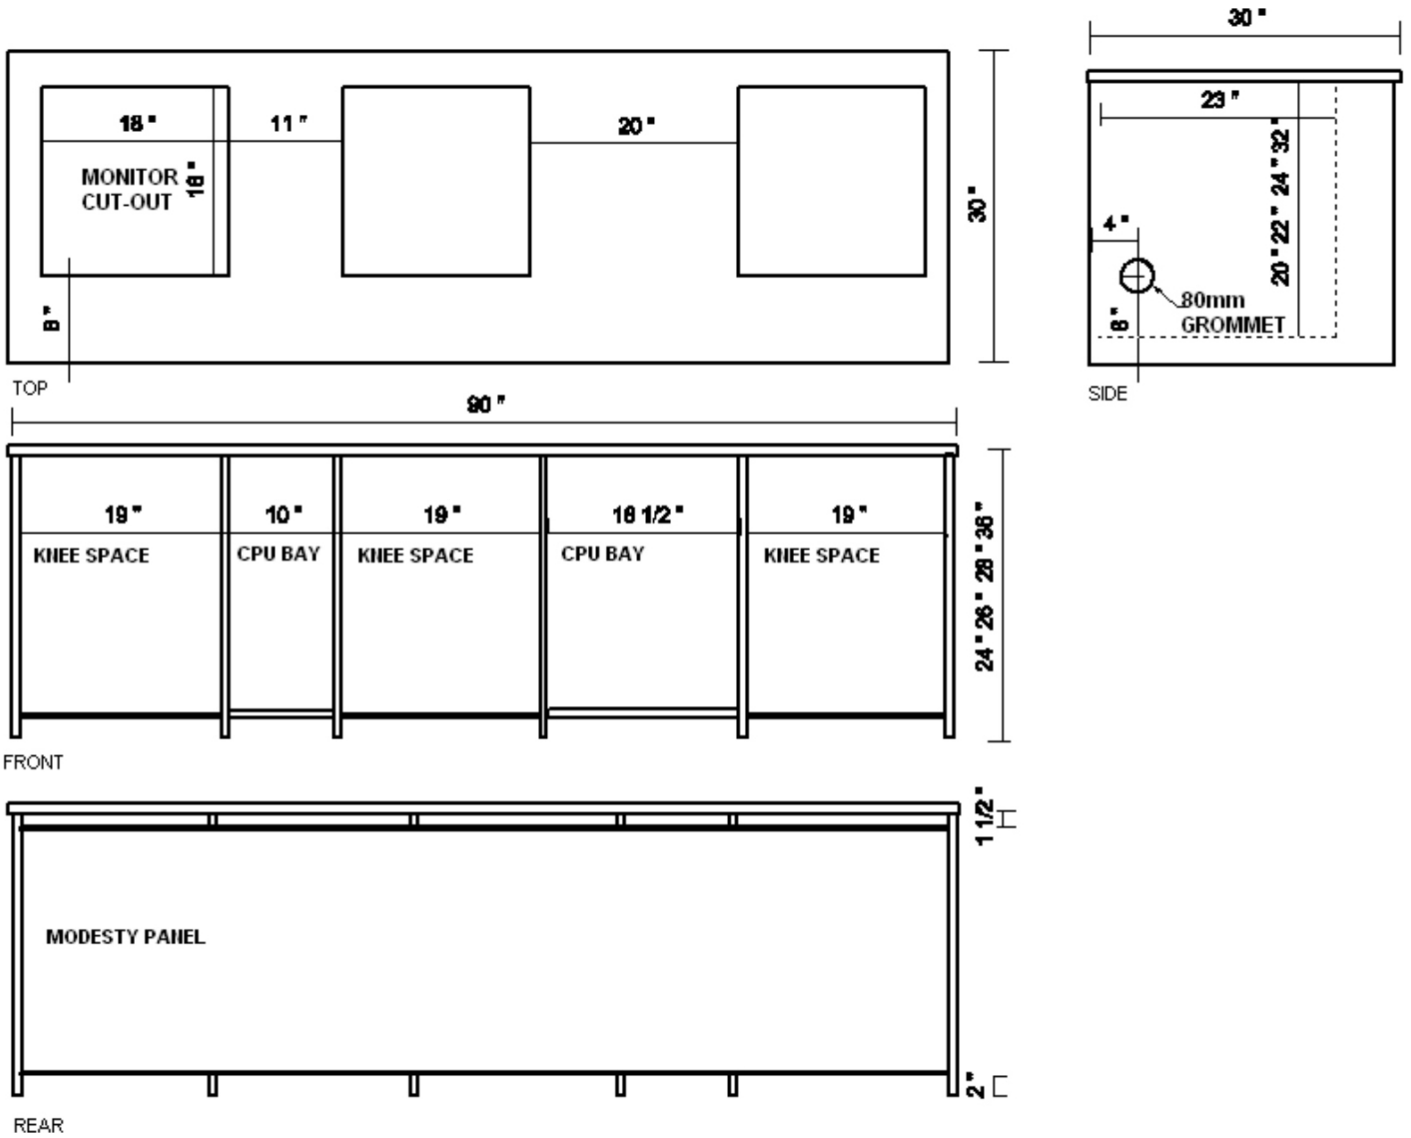 30 "
18 "
11 "
20 "
23 "
MONITOR
CUT-OUT
18 "
30 "
20 " 22 " 24 " 32 "
4 "
8 "
80mm
GROMMET
6 "
TOP
SIDE
90 "
19 "
10 "
19 "
18 1/2 "
19 "
KNEE SPACE
CPU BAY
KNEE SPACE
CPU BAY
KNEE SPACE
24 " 26 " 28 " 36 "
FRONT
1 1/2 "
MODESTY PANEL
2 "
REAR